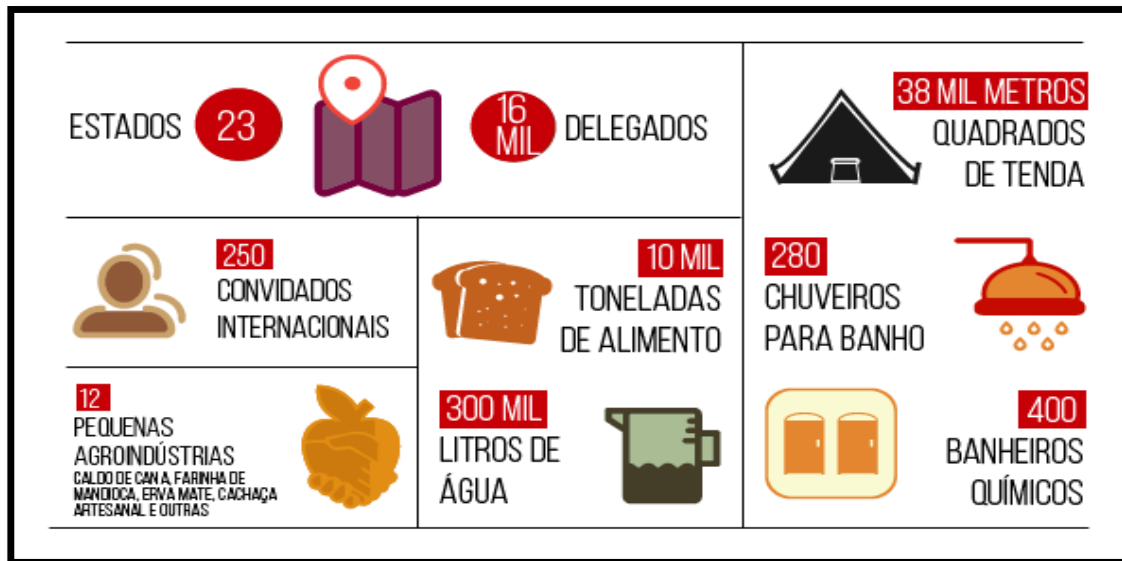 ESTADOS 23
16 MIL DELEGADOS
38 MIL METROS
QUADRADOS
DE TENDA
250
CONVIDADOS
INTERNACIONAIS
10 MIL
TONELADAS
DE ALIMENTO
280
CHUVEIROS
PARA BANHO
12
PEQUENAS
AGROINDÚSTRIAS
CALDO DE CANA, FARINHA DE
MANDIOCA, ERVA MATE, CACHAÇA
ARTESANAL E OUTRAS
300 MIL
LITROS DE
ÁGUA
400
BANHEIROS
QUÍMICOS